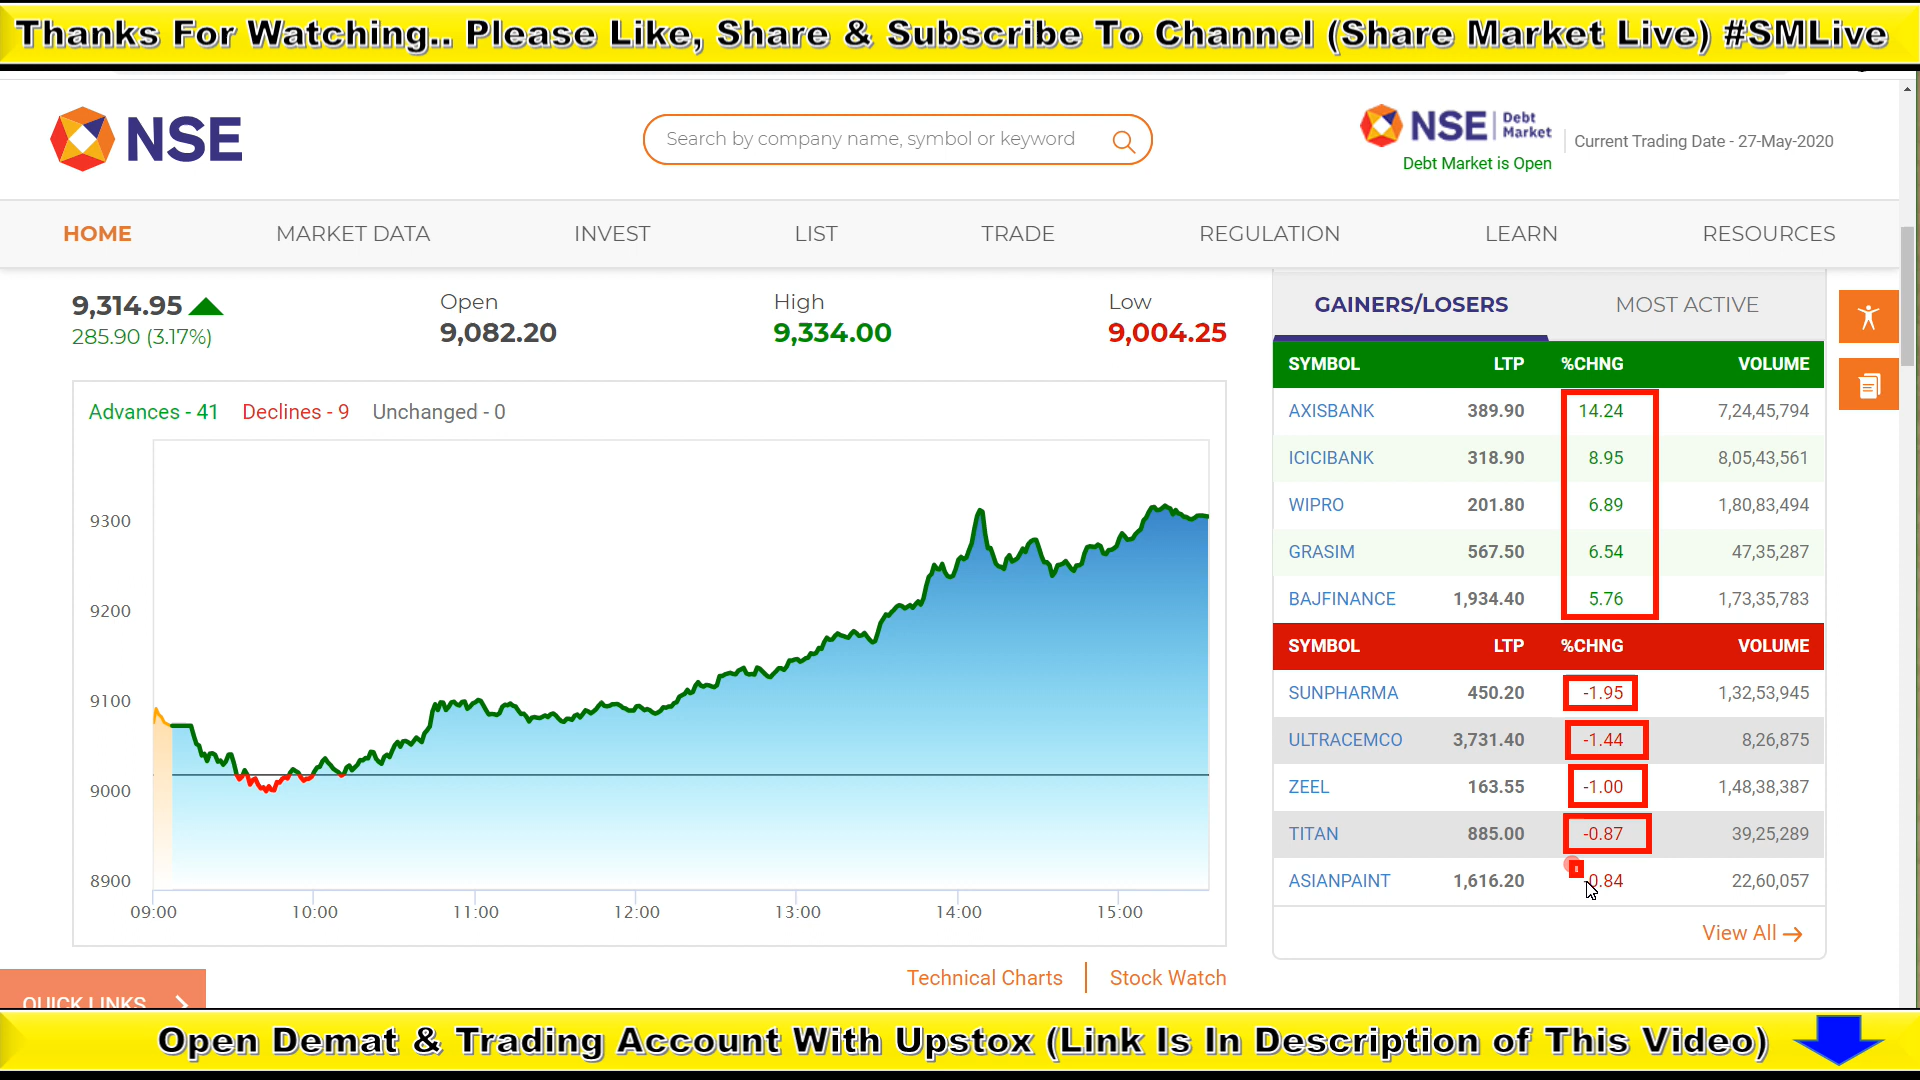 Thanks For Watching.. Please Like, Share & Subscribe To Channel (Share Market Live) #SMLive
NSE
Search by company name, symbol or keyword
NSE Debt Market
Debt Market is Open
Current Trading Date - 27-May-2020
HOME MARKET DATA INVEST LIST TRADE REGULATION LEARN RESOURCES
9,314.95
285.90 (3.17%)
Open
9,082.20
High
9,334.00
Low
9,004.25
Advances - 41 Declines - 9 Unchanged - 0
9300
9200
9100
9000
8900
09:00 10:00 11:00 12:00 13:00 14:00 15:00
Technical Charts Stock Watch
GAINERS/LOSERS MOST ACTIVE
SYMBOL LTP %CHNG VOLUME
AXISBANK 389.90 14.24 7,24,45,794
ICICIBANK 318.90 8.95 8,05,43,561
WIPRO 201.80 6.89 1,80,83,494
GRASIM 567.50 6.54 47,35,287
BAJFINANCE 1,934.40 5.76 1,73,35,783
SYMBOL LTP %CHNG VOLUME
SUNPHARMA 450.20 -1.95 1,32,53,945
ULTRACEMCO 3,731.40 -1.44 8,26,875
ZEEL 163.55 -1.00 1,48,38,387
TITAN 885.00 -0.87 39,25,289
ASIANPAINT 1,616.20 0.84 22,60,057
View All
QUICK LINKS
Open Demat & Trading Account With Upstox (Link Is In Description of This Video)